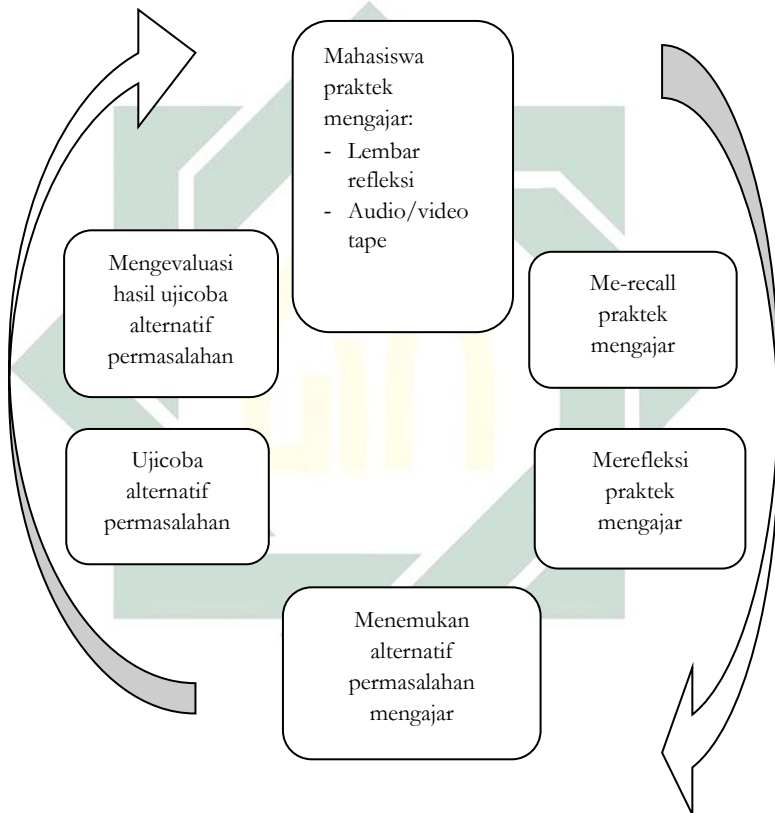 Mahasiswa
praktek
mengajar:
- Lembar
refleksi
- Audio/video
tape
Me-recall
praktek
mengajar
Merefleksi
praktek
mengajar
Menemukan
alternatif
permasalahan
mengajar
Ujicoba
alternatif
permasalahan
Mengevaluasi
hasil ujicoba
alternatif
permasalahan